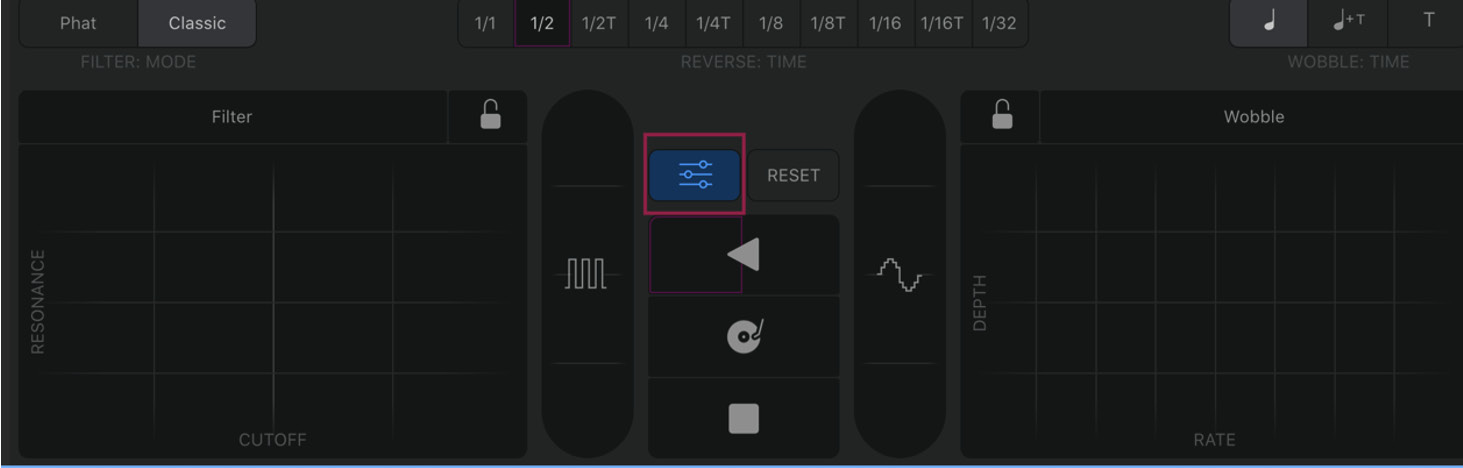 Phat Classic 1/1 1/2 1/2T 1/4 1/4T 1/8 1/8T 1/16 1/16T 1/32 +T T
FILTER: MODE REVERSE: TIME WOBBLE: TIME
Filter Wobble
RESET
RESONANCE
DEPTH
CUTOFF RATE